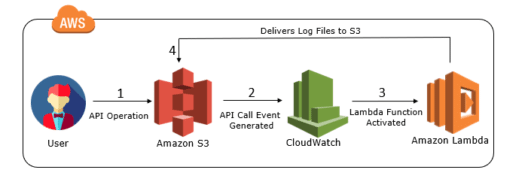 AWS
Delivers Log Files to S3
4
1
2
3
API Operation
API Call Event
Generated
Lambda Function
Activated
User
Amazon S3
CloudWatch
Amazon Lambda